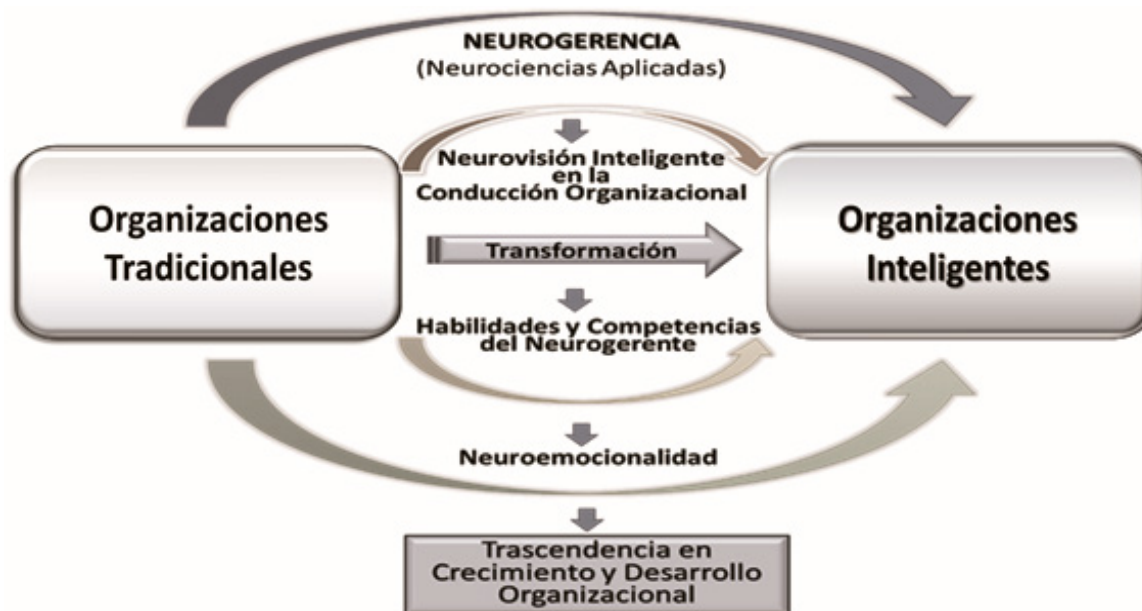 NEUROGERENCIA
(Neurociencias Aplicadas)
Neurovisión Inteligente
en la
Conducción Organizacional
Organizaciones
Tradicionales
Transformación
Organizaciones
Inteligentes
Habilidades y Competencias
del Neurogerente
Neuroemocionalidad
Trascendencia en
Crecimiento y Desarrollo
Organizacional